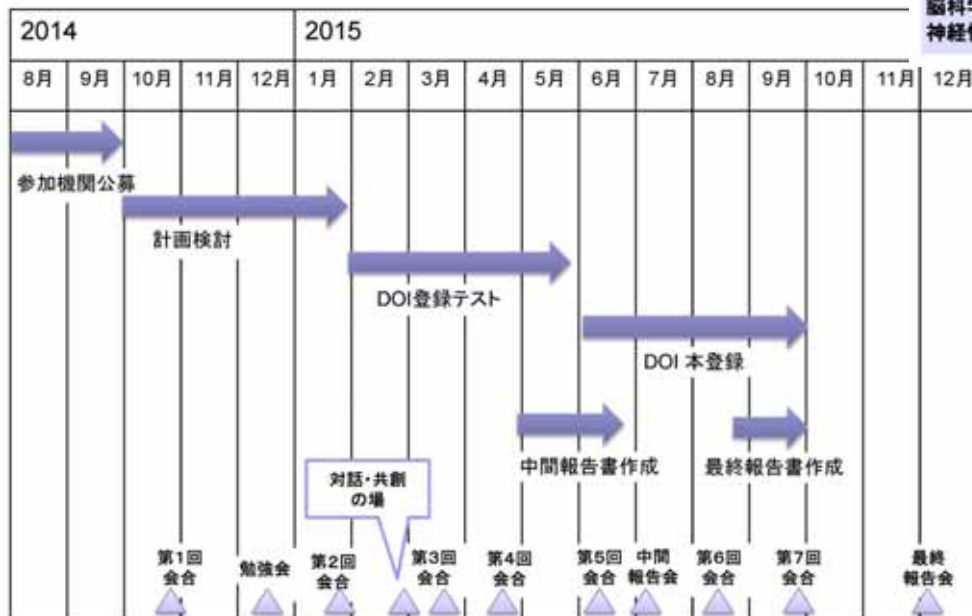 2014
2015
8月 9月 10月 11月 12月 1月 2月 3月 4月 5月 6月 7月 8月 9月 10月 11月 12月
参加機関公募
計画検討
DOI登録テスト
DOI 本登録
中間報告書作成
最終報告書作成
対話・共創
の場
第1回
会合
勉強会
第2回
会合
第3回
会合
第4回
会合
第5回
会合
中間
報告会
第6回
会合
第7回
会合
最終
報告会